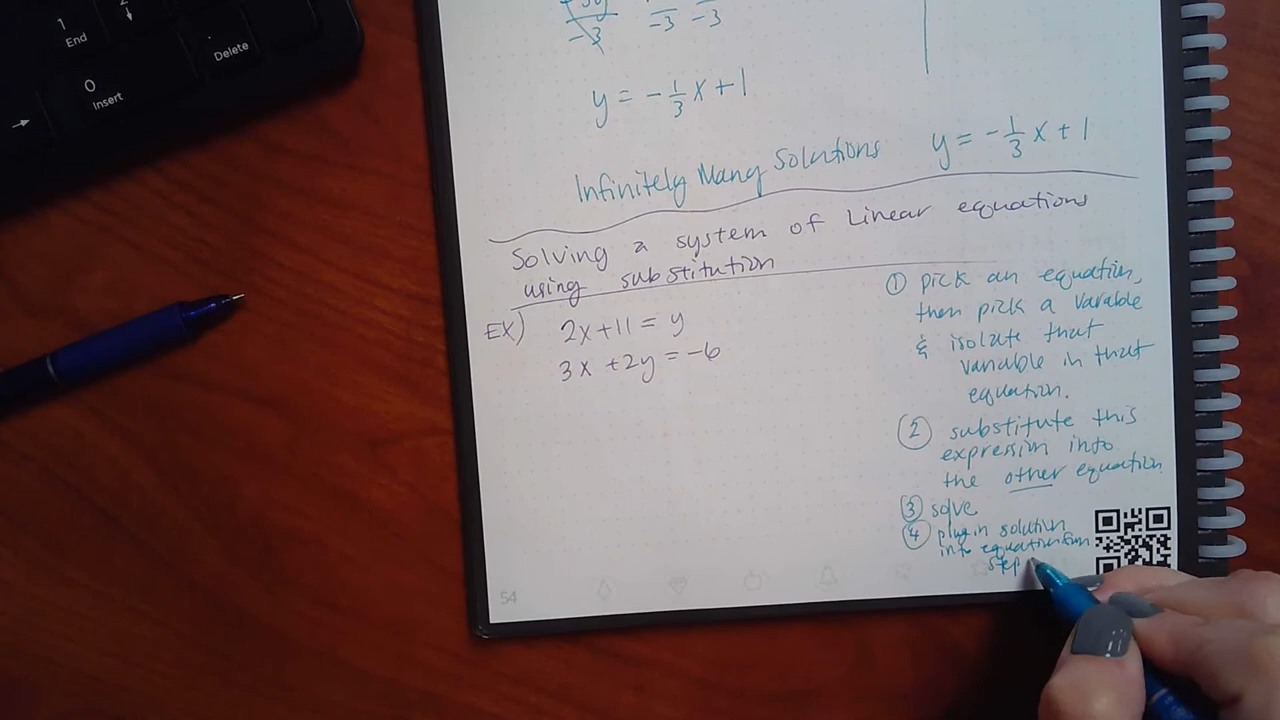 1
End
0
Insert
.
Delete
-3 -3 -3
y = -1/3 x + 1
y = -1/3 x + 1
Infinitely Many Solutions
Solving a system of Linear equations
using substitution
EX) 2x+11 = y
3x +2y = -6
① pick an equation,
then pick a varable
& isolate that
variable in that
equation.
② substitute this
expression into
the other equation.
③ solve
④ plug in solution
into equation from
step
54